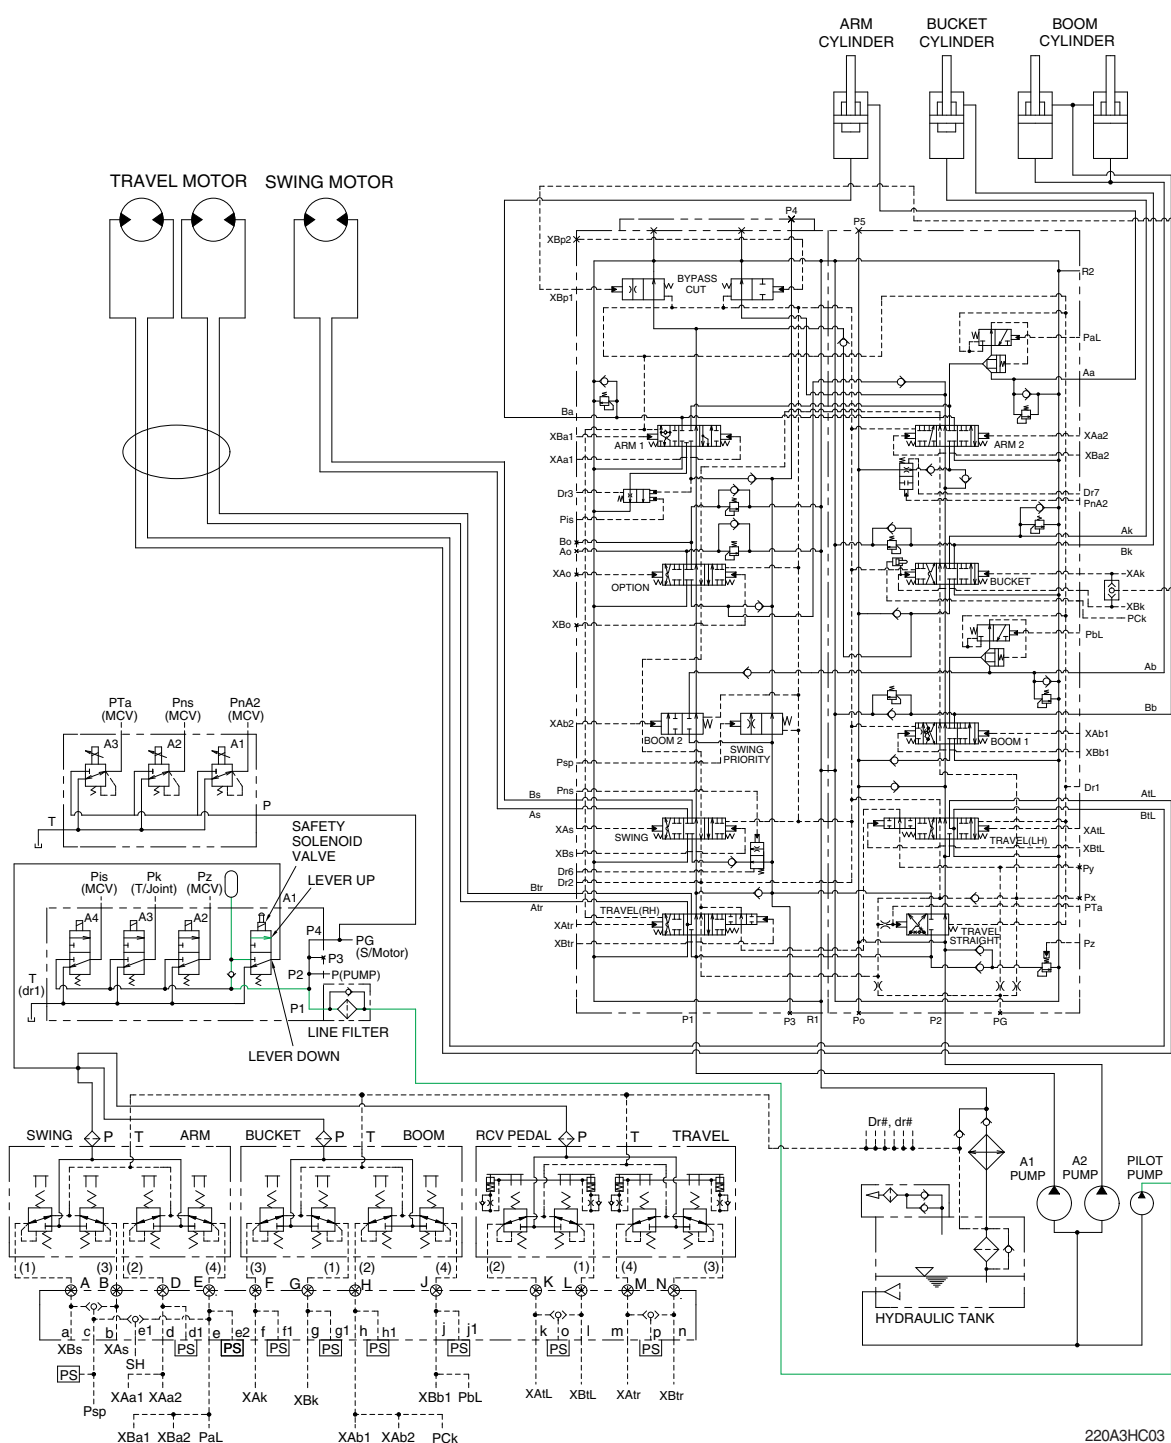 ARM
CYLINDER
BUCKET
CYLINDER
BOOM
CYLINDER
TRAVEL MOTOR
SWING MOTOR
P4
P5
XBp2
R2
BYPASS
CUT
XBp1
PaL
Aa
Ba
XBa1
ARM 1
ARM 2
XAa2
XAa1
XBa2
Dr3
Dr7
PnA2
Pis
Ak
Bo
Ao
Bk
XAo
OPTION
BUCKET
XAk
XBk
PCk
XBo
PbL
Ab
PTa
(MCV)
Pns
(MCV)
PnA2
(MCV)
Bb
XAb2
BOOM 2
SWING
PRIORITY
BOOM 1
XAb1
XBb1
A3
A2
A1
Psp
Pns
Dr1
Bs
AtL
As
BtL
P
T
XAs
SWING
TRAVEL(LH)
XAtL
XBs
XBtL
SAFETY
SOLENOID
VALVE
LEVER UP
Dr6
Dr2
Py
Pis
(MCV)
Pk
(T/Joint)
Pz
(MCV)
A1
Btr
Px
PTa
Atr
TRAVEL(RH)
A4
A3
A2
P4
PG
(S/Motor)
XAtr
TRAVEL
STRAIGHT
XBtr
Pz
P3
T
(dr1)
P2
P(PUMP)
P1
LINE FILTER
LEVER DOWN
P1
P3
R1
Po
P2
PG
Dr#, dr#
SWING
P
T
ARM
BUCKET
P
T
BOOM
RCV PEDAL
P
T
TRAVEL
A1
PUMP
A2
PUMP
PILOT
PUMP
(1)
(3)
(2)
(4)
(3)
(1)
(2)
(4)
(2)
(1)
(4)
(3)
A
B
D
E
F
G
H
J
K
L
M
N
HYDRAULIC TANK
a
c
b
e1
d
d1
e
e2
f
f1
g
g1
h
h1
j
j1
k
o
l
m
p
n
XBs
XAs
PS
PS
PS
PS
PS
PS
PS
PS
PS
SH
XAa1
XAa2
XAk
XBk
XBb1
PbL
XAtL
XBtL
XAtr
XBtr
Psp
XBa1
XBa2
PaL
XAb1
XAb2
PCk
220A3HC03